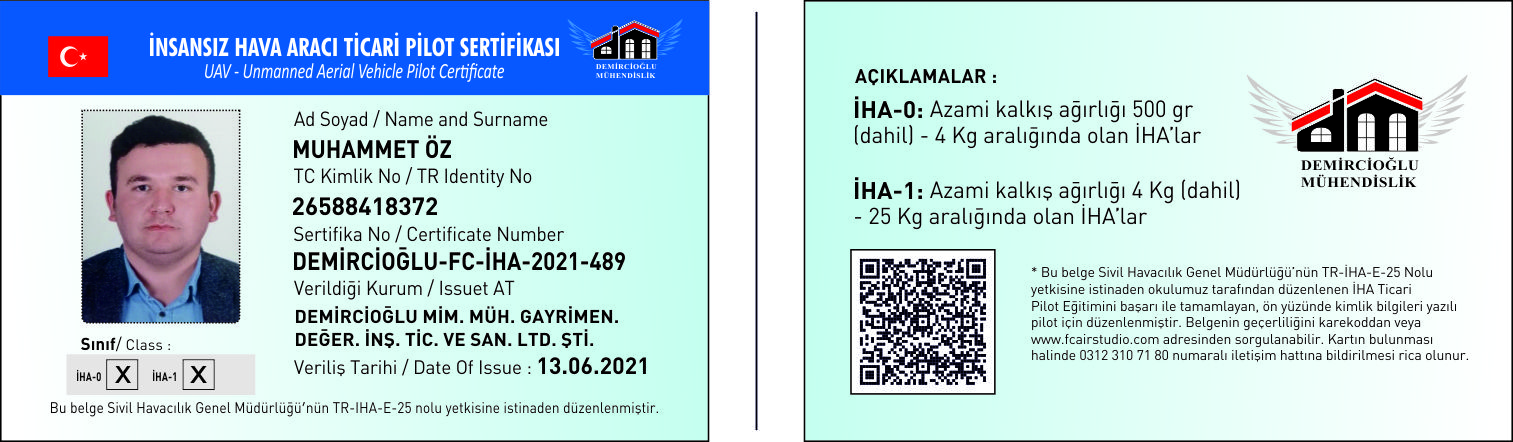 İNSANSIZ HAVA ARACI TİCARİ PİLOT SERTİFİKASI
UAV - Unmanned Aerial Vehicle Pilot Certificate
DEMİRCİOĞLU
MÜHENDİSLİK
Ad Soyad / Name and Surname
MUHAMMET ÖZ
TC Kimlik No / TR Identity No
26588418372
Sertifika No / Certificate Number
DEMİRCİOĞLU-FC-İHA-2021-489
Verildiği Kurum / Issuet AT
DEMİRCİOĞLU MİM. MÜH. GAYRİMEN.
DEĞER. İNŞ. TİC. VE SAN. LTD. ŞTİ.
Veriliş Tarihi / Date Of Issue : 13.06.2021
Sınıf/ Class :
İHA-0 X İHA-1 X
Bu belge Sivil Havacılık Genel Müdürlüğü'nün TR-IHA-E-25 nolu yetkisine istinaden düzenlenmiştir.
AÇIKLAMALAR :
İHA-0: Azami kalkış ağırlığı 500 gr
(dahil) - 4 Kg aralığında olan İHA'lar
İHA-1: Azami kalkış ağırlığı 4 Kg (dahil)
- 25 Kg aralığında olan İHA'lar
DEMİRCİOĞLU
MÜHENDİSLİK
* Bu belge Sivil Havacılık Genel Müdürlüğü'nün TR-İHA-E-25 Nolu
yetkisine istinaden okulumuz tarafından düzenlenen İHA Ticari
Pilot Eğitimini başarı ile tamamlayan, ön yüzünde kimlik bilgileri yazılı
pilot için düzenlenmiştir. Belgenin geçerliliğini karekoddan veya
www.fcairstudio.com adresinden sorgulanabilir. Kartın bulunması
halinde 0312 310 71 80 numaralı iletişim hattına bildirilmesi rica olunur.